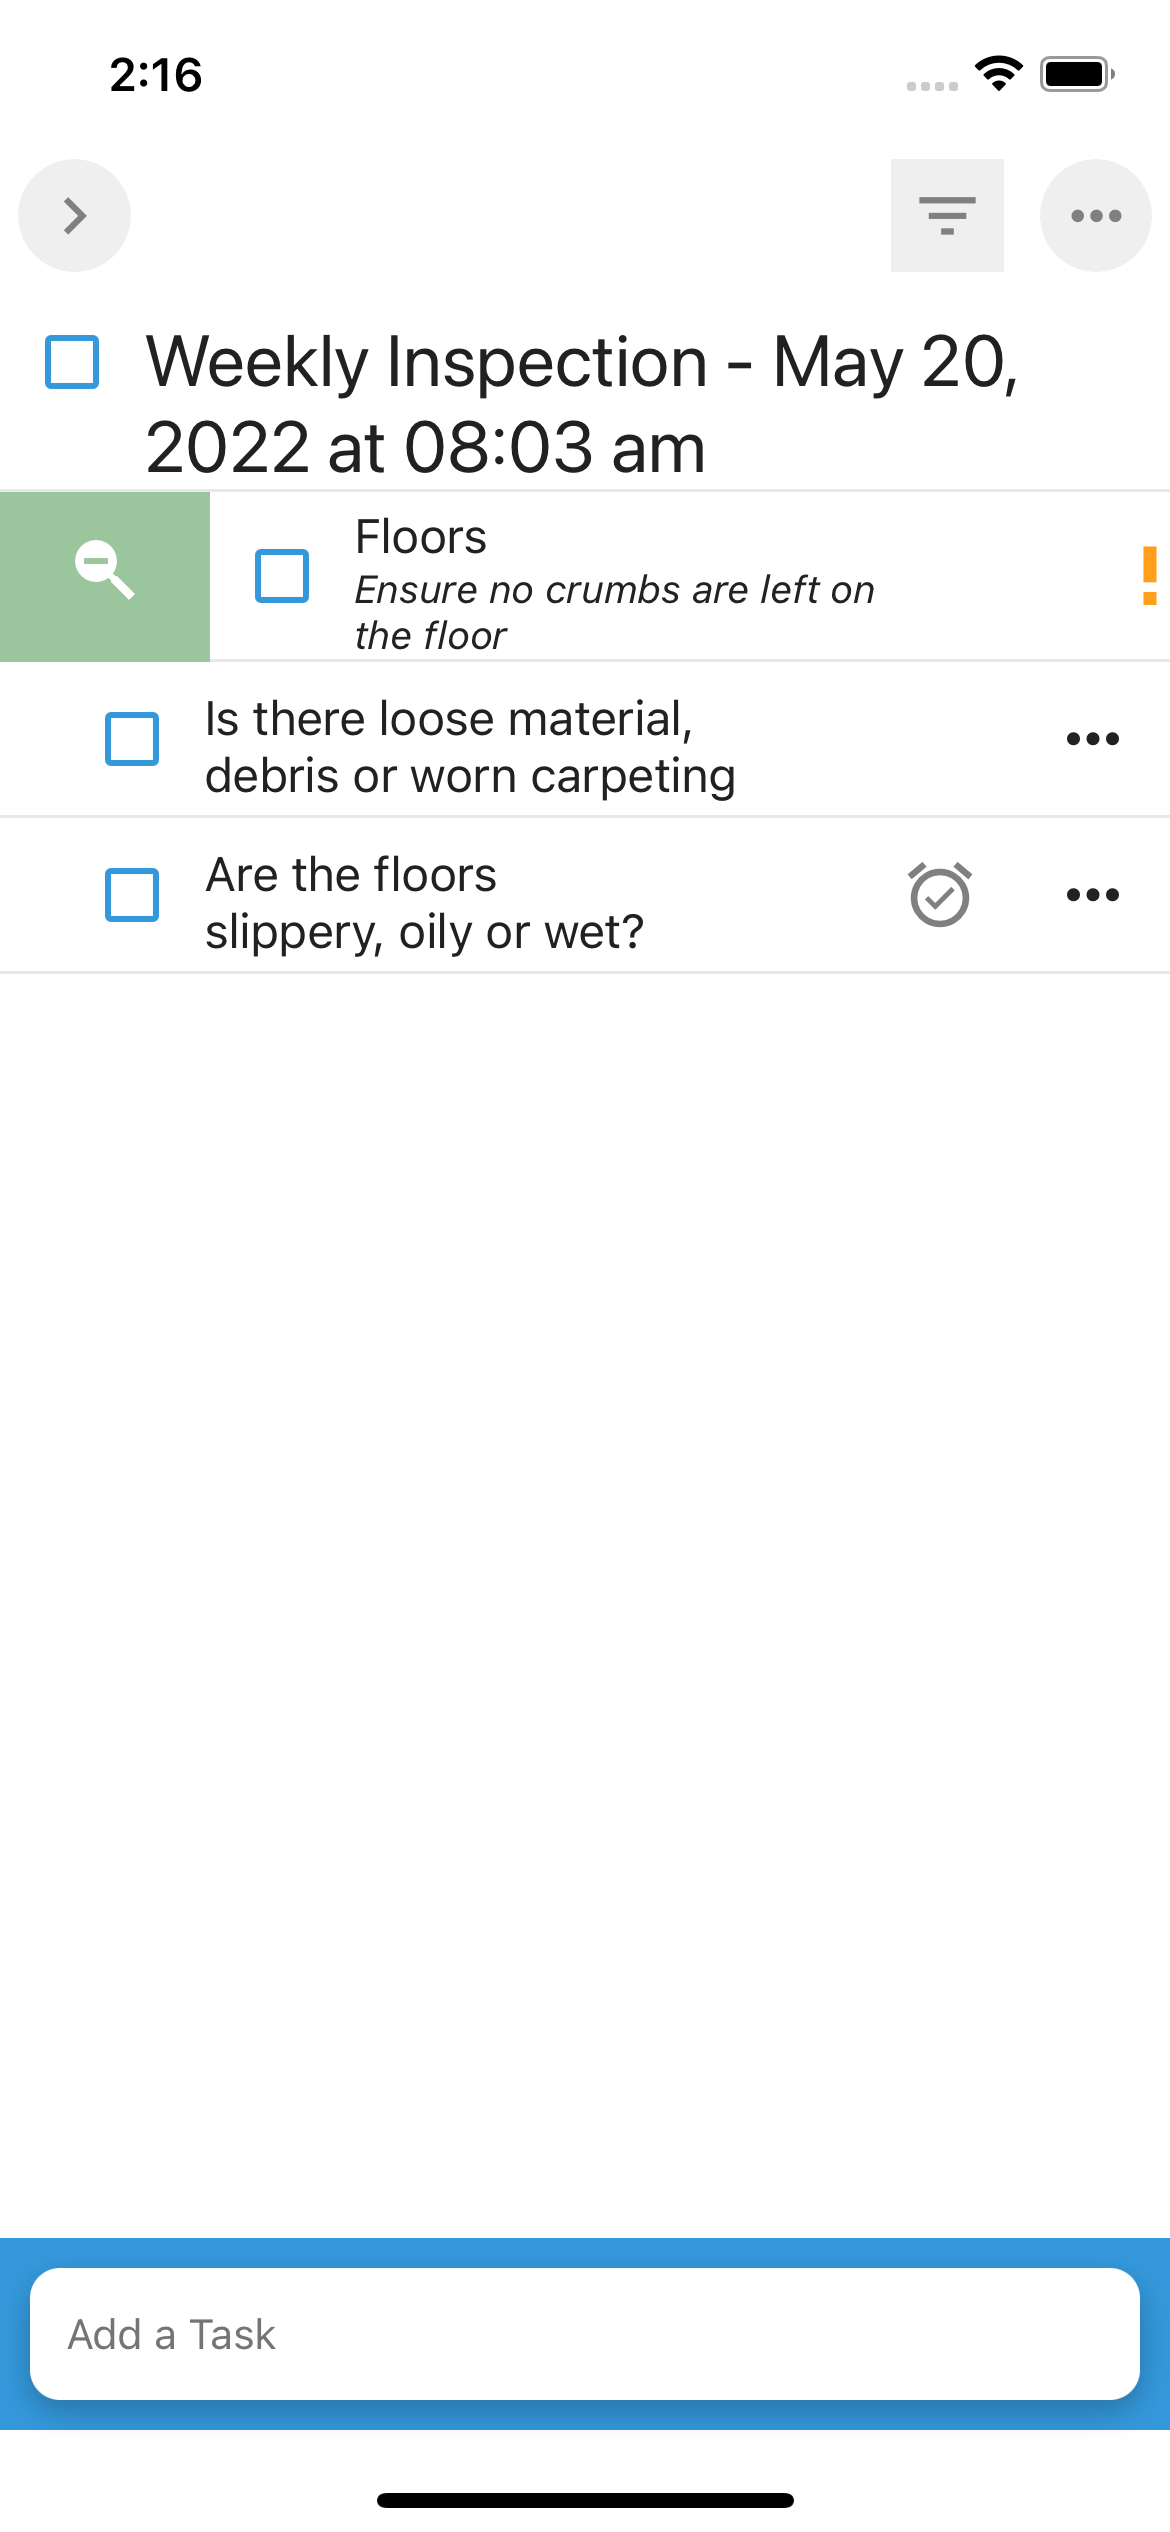 2:16
Weekly Inspection - May 20,
2022 at 08:03 am
Floors
Ensure no crumbs are left on
the floor
!
Is there loose material,
debris or worn carpeting
Are the floors
slippery, oily or wet?
Add a Task